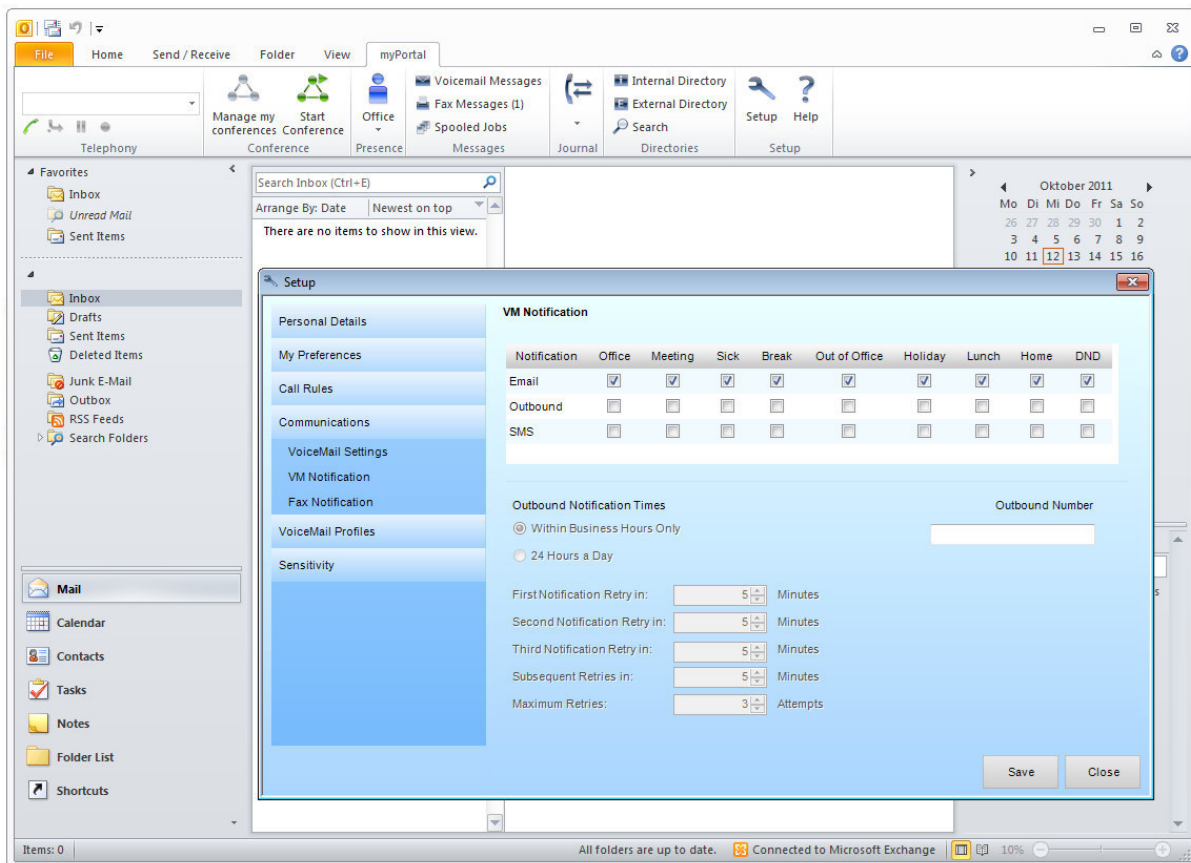 File Home Send / Receive Folder View myPortal
Manage my conferences
Start Conference
Office
Voicemail Messages
Fax Messages (1)
Spooled Jobs
Internal Directory
External Directory
Search
Setup Help
Telephony Conference Presence Messages Journal Directories Setup
Favorites
Inbox
Unread Mail
Sent Items
Inbox
Drafts
Sent Items
Deleted Items
Junk E-Mail
Outbox
RSS Feeds
Search Folders
Mail
Calendar
Contacts
Tasks
Notes
Folder List
Shortcuts
Search Inbox (Ctrl+E)
Arrange By: Date Newest on top
There are no items to show in this view.
Oktober 2011
Mo Di Mi Do Fr Sa So
26 27 28 29 30 1 2
3 4 5 6 7 8 9
10 11 12 13 14 15 16
Setup
Personal Details
My Preferences
Call Rules
Communications
VoiceMail Settings
VM Notification
Fax Notification
VoiceMail Profiles
Sensitivity
VM Notification
Notification Office Meeting Sick Break Out of Office Holiday Lunch Home DND
Email
Outbound
SMS
Outbound Notification Times Outbound Number
Within Business Hours Only
24 Hours a Day
First Notification Retry in: 5 Minutes
Second Notification Retry in: 5 Minutes
Third Notification Retry in: 5 Minutes
Subsequent Retries in: 5 Minutes
Maximum Retries: 3 Attempts
Save Close
Items: 0 All folders are up to date. Connected to Microsoft Exchange 10%